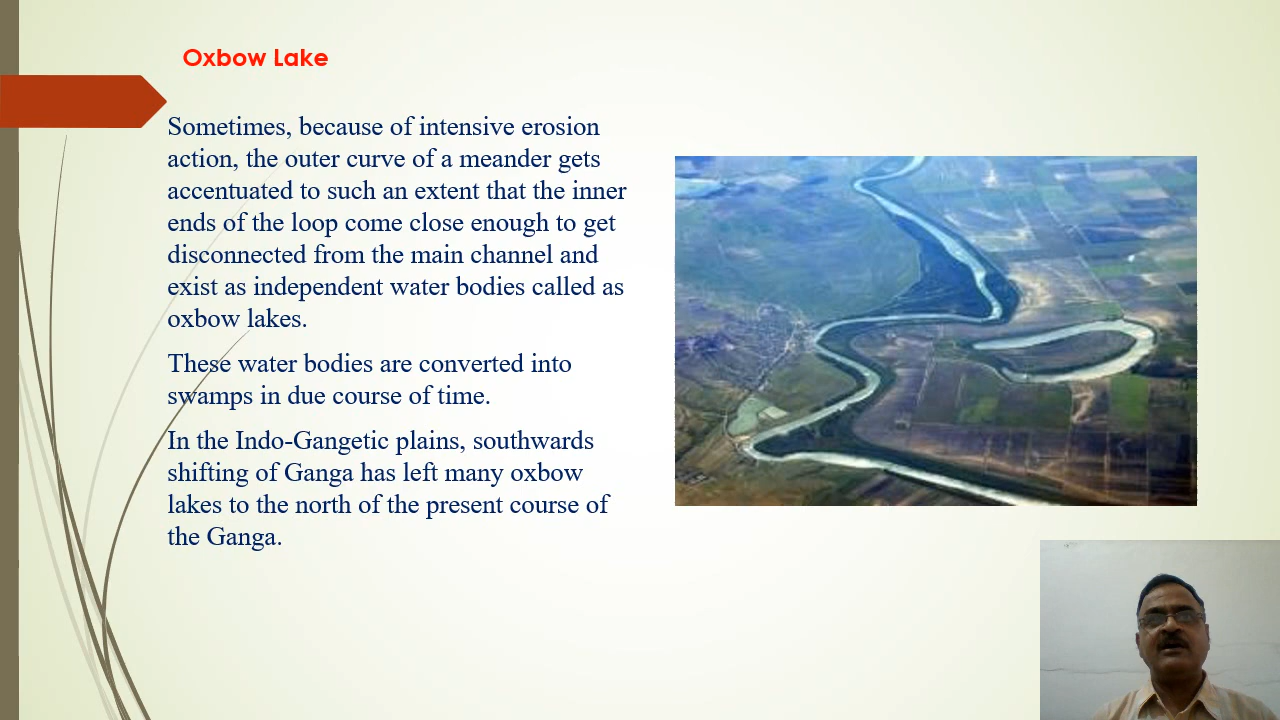 Oxbow Lake
Sometimes, because of intensive erosion
action, the outer curve of a meander gets
accentuated to such an extent that the inner
ends of the loop come close enough to get
disconnected from the main channel and
exist as independent water bodies called as
oxbow lakes.
These water bodies are converted into
swamps in due course of time.
In the Indo-Gangetic plains, southwards
shifting of Ganga has left many oxbow
lakes to the north of the present course of
the Ganga.